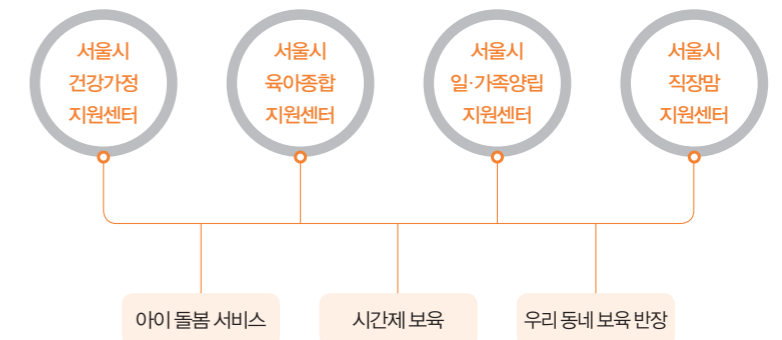 서울시
건강가정
지원센터
서울시
육아종합
지원센터
서울시
일·가족양립
지원센터
서울시
직장맘
지원센터
아이 돌봄 서비스
시간제 보육
우리 동네 보육 반장